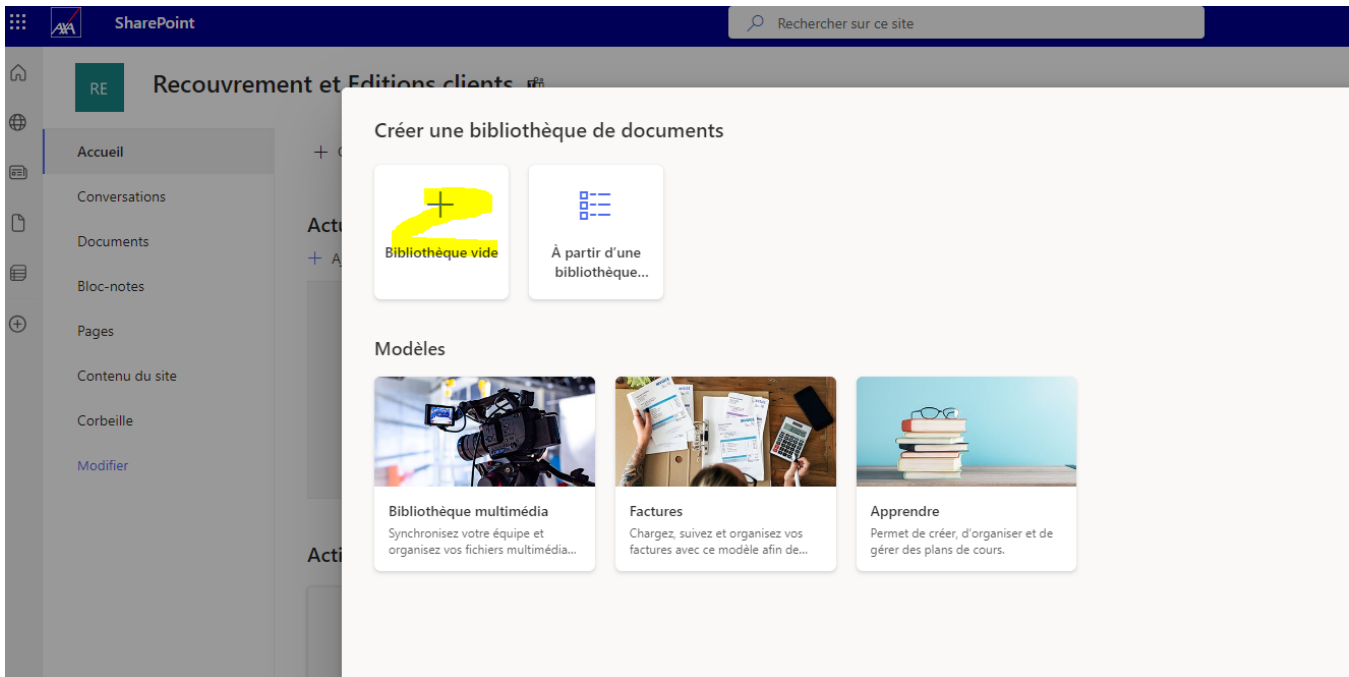 AXA
SharePoint
Rechercher sur ce site
RE
Recouvrement et Editions clients
Accueil
Conversations
Documents
Bloc-notes
Pages
Contenu du site
Corbeille
Modifier
Créer une bibliothèque de documents
Bibliothèque vide
À partir d'une
bibliothèque...
Modèles
Bibliothèque multimédia
Synchronisez votre équipe et
organisez vos fichiers multimédia...
Factures
Chargez, suivez et organisez vos
factures avec ce modèle afin de...
Apprendre
Permet de créer, d'organiser et de
gérer des plans de cours.